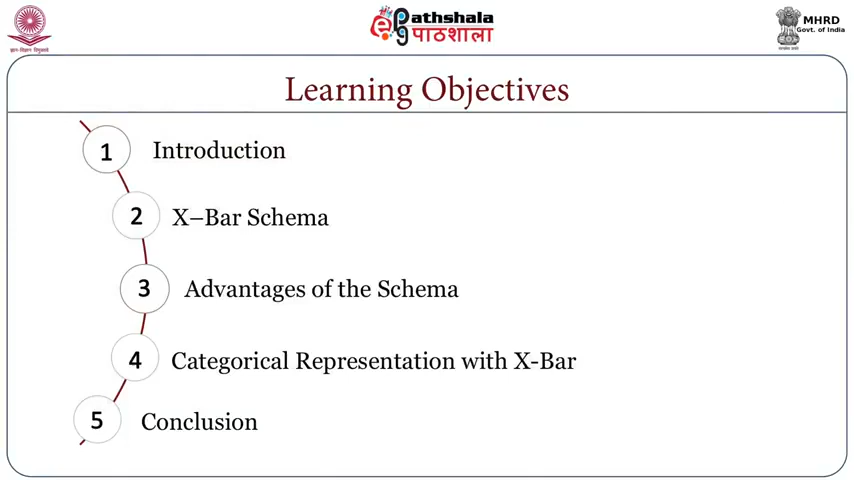 ePathshala
पाठशाला
MHRD
Govt. of India
Learning Objectives
1 Introduction
2 X–Bar Schema
3 Advantages of the Schema
4 Categorical Representation with X-Bar
5 Conclusion